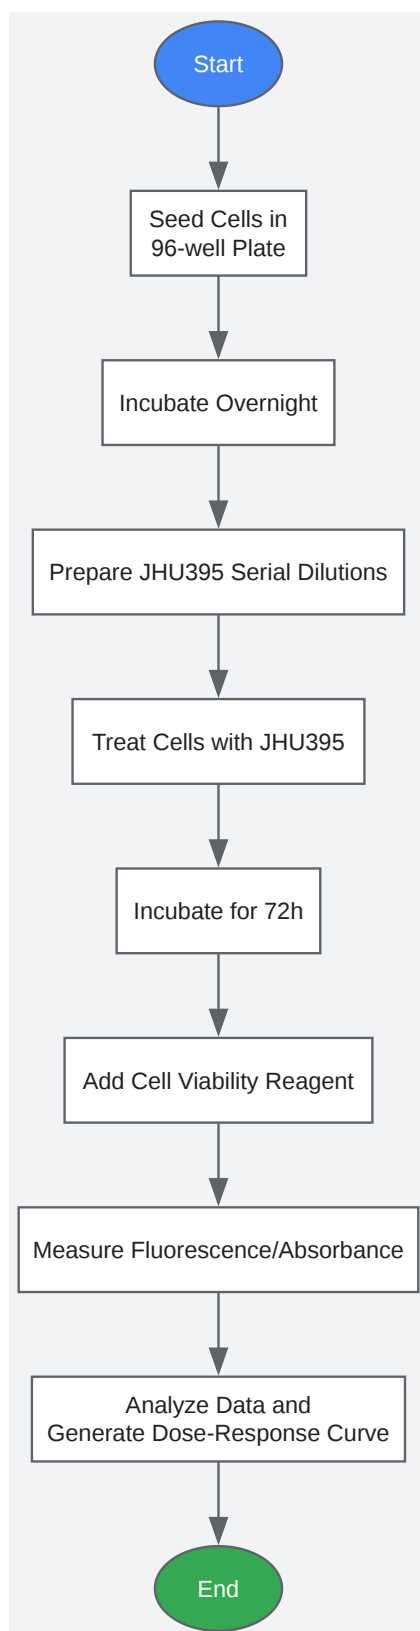 Start
Seed Cells in
96-well Plate
Incubate Overnight
Prepare JHU395 Serial Dilutions
Treat Cells with JHU395
Incubate for 72h
Add Cell Viability Reagent
Measure Fluorescence/Absorbance
Analyze Data and
Generate Dose-Response Curve
End